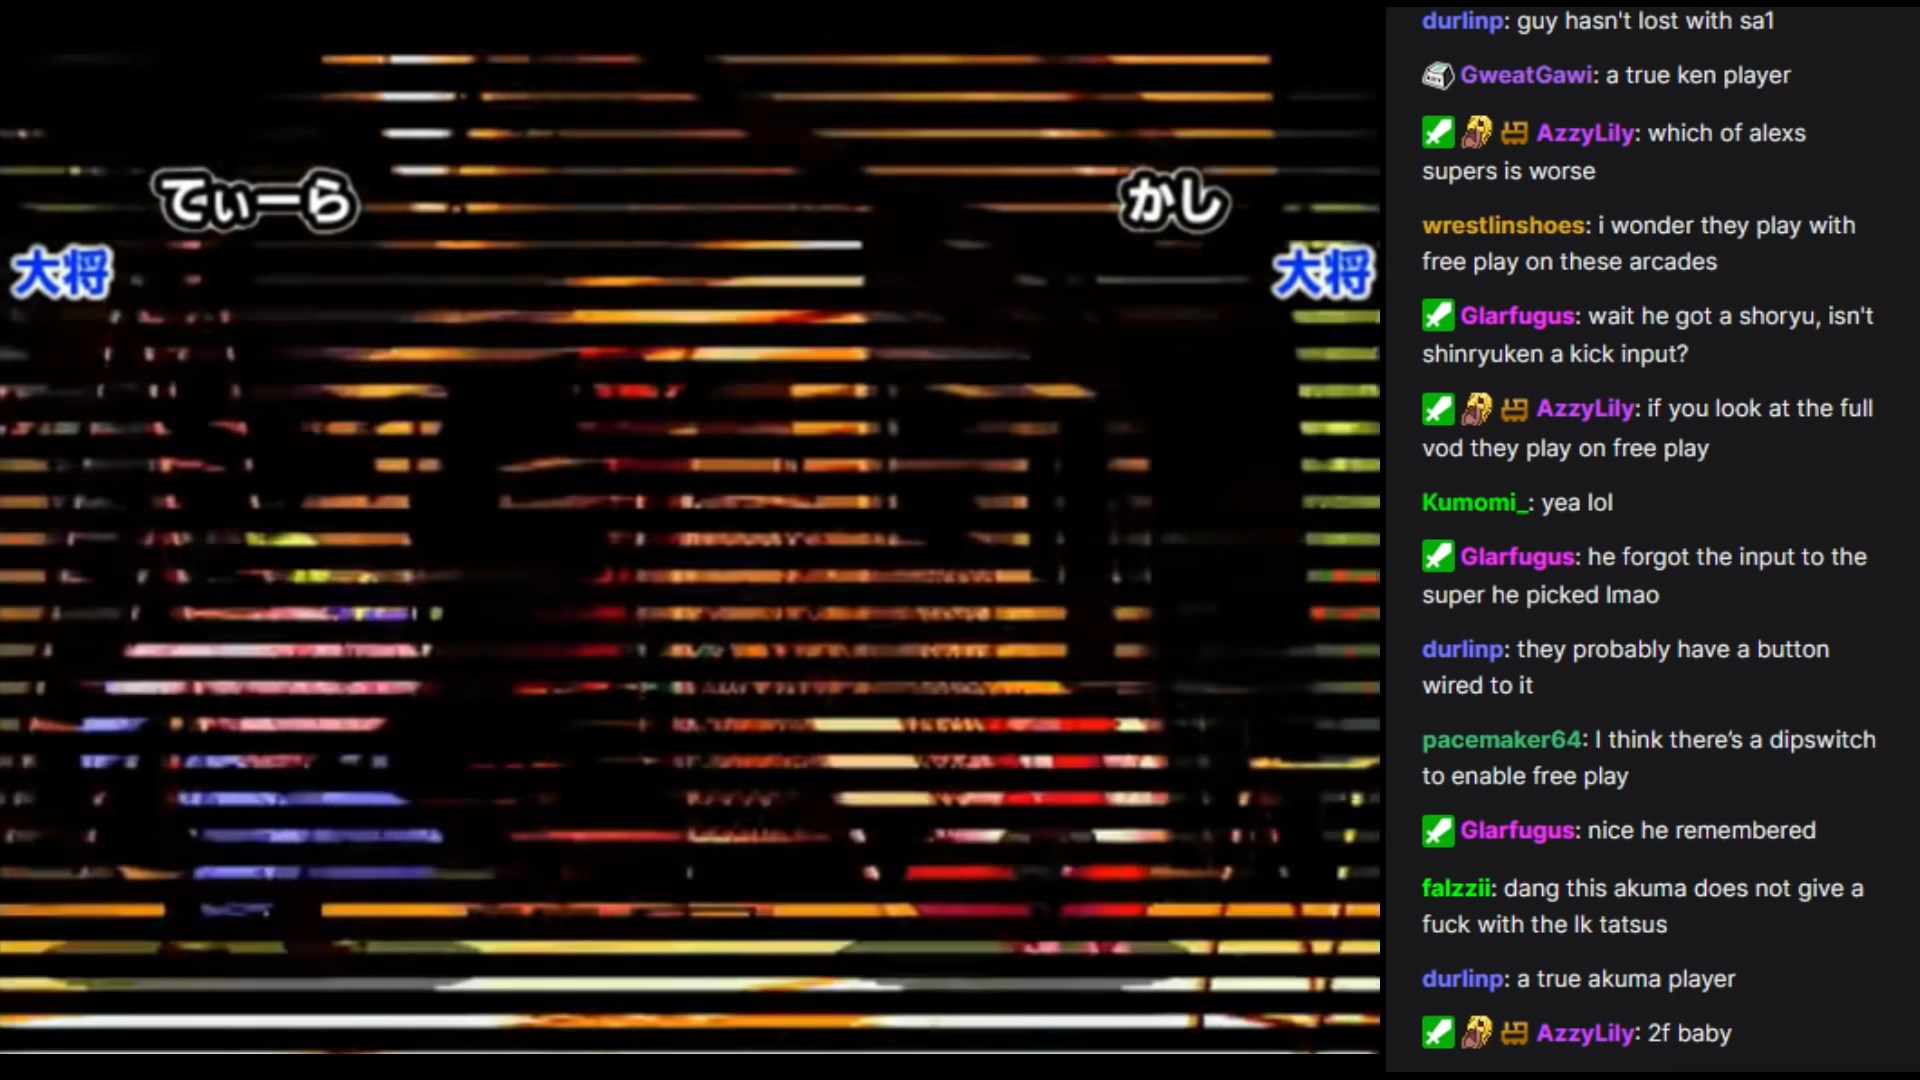 てぃーら
かし
大将
大将
durlinp: guy hasn't lost with sa1
GweatGawi: a true ken player
AzzyLily: which of alexs
supers is worse
wrestlinshoes: i wonder they play with
free play on these arcades
Glarfugus: wait he got a shoryu, isn't
shinryuken a kick input?
AzzyLily: if you look at the full
vod they play on free play
Kumomi_: yea lol
Glarfugus: he forgot the input to the
super he picked lmao
durlinp: they probably have a button
wired to it
pacemaker64: I think there's a dipswitch
to enable free play
Glarfugus: nice he remembered
falzzii: dang this akuma does not give a
fuck with the lk tatsus
durlinp: a true akuma player
AzzyLily: 2f baby